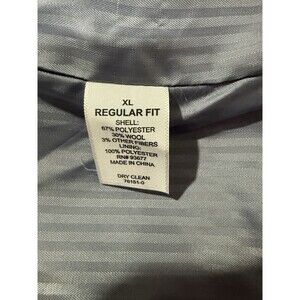 XL
REGULAR FIT
SHELL:
67% POLYESTER
30% WOOL
3% OTHER FIBERS
LINING:
100% POLYESTER
RN# 93677
MADE IN CHINA
DRY CLEAN
76151-0